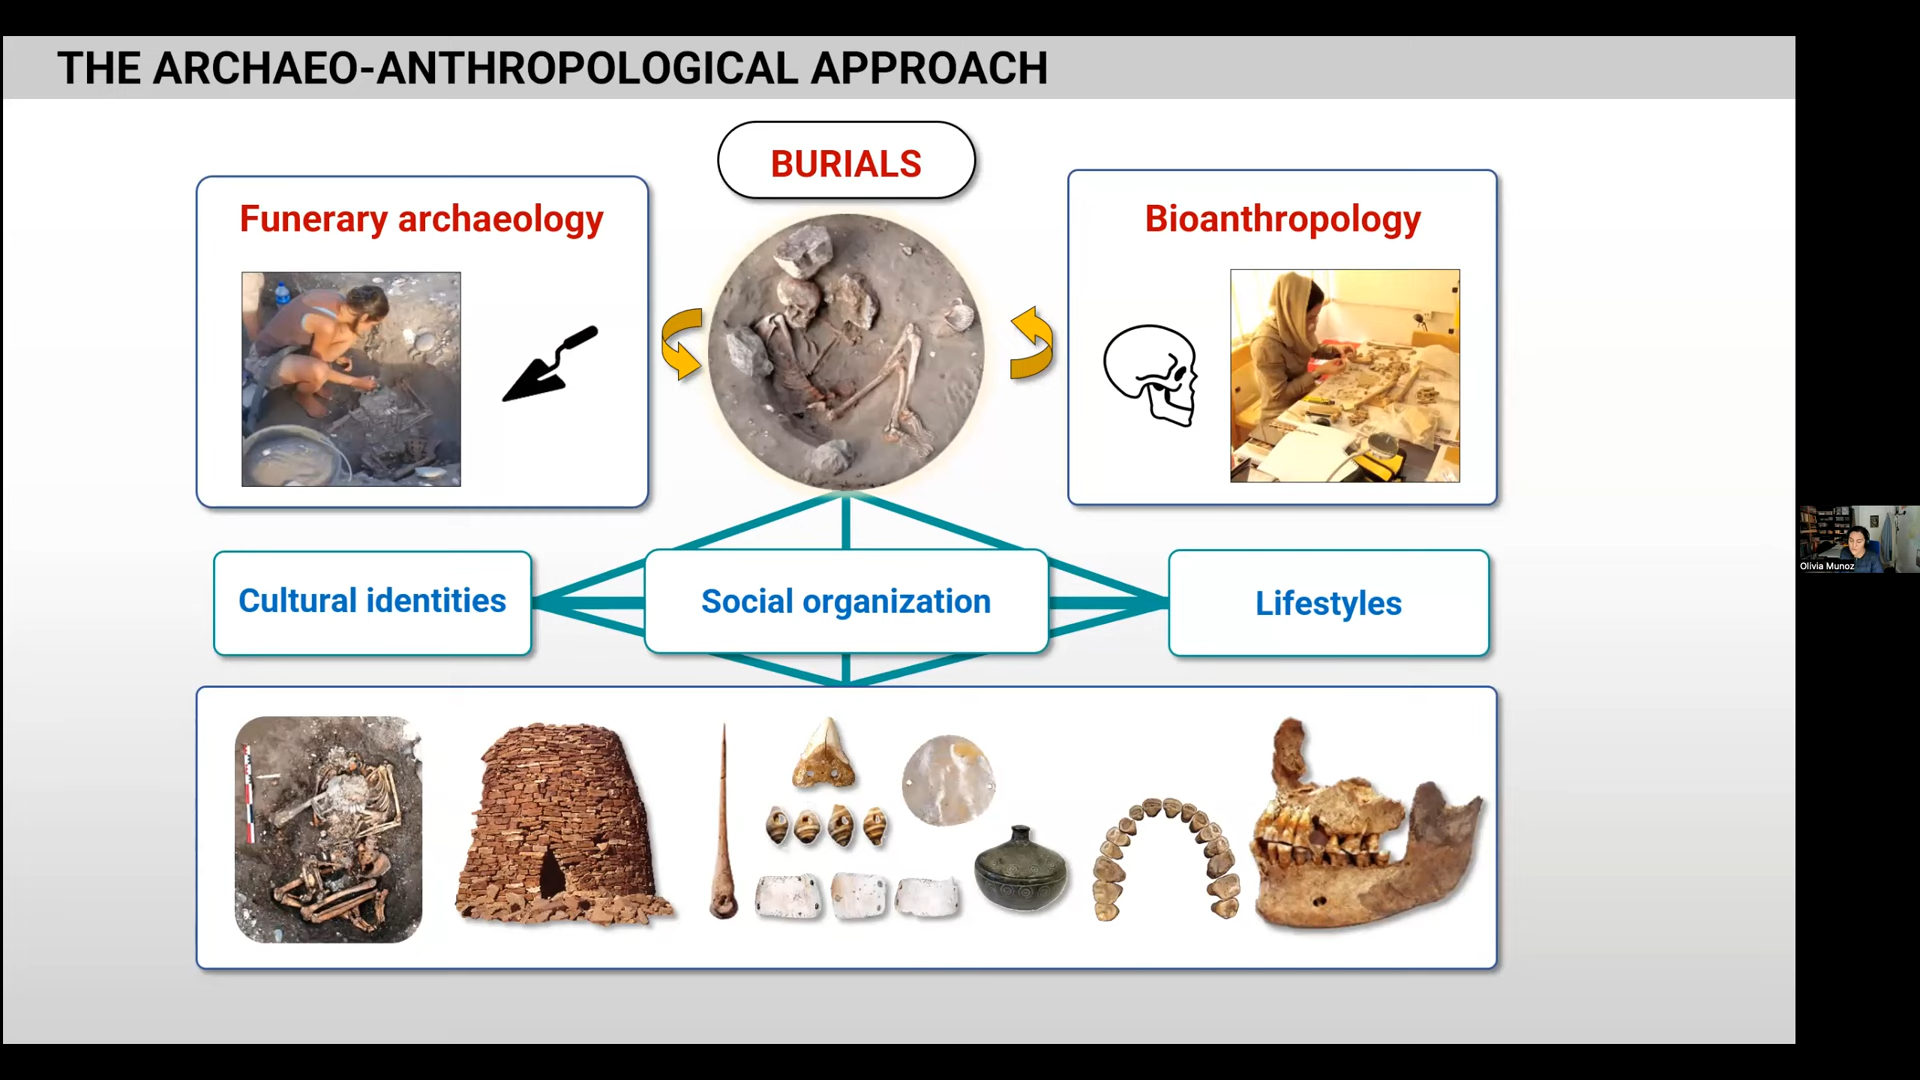 THE ARCHAEO-ANTHROPOLOGICAL APPROACH
BURIALS
Funerary archaeology
Bioanthropology
Cultural identities
Social organization
Lifestyles
Olivia Munoz